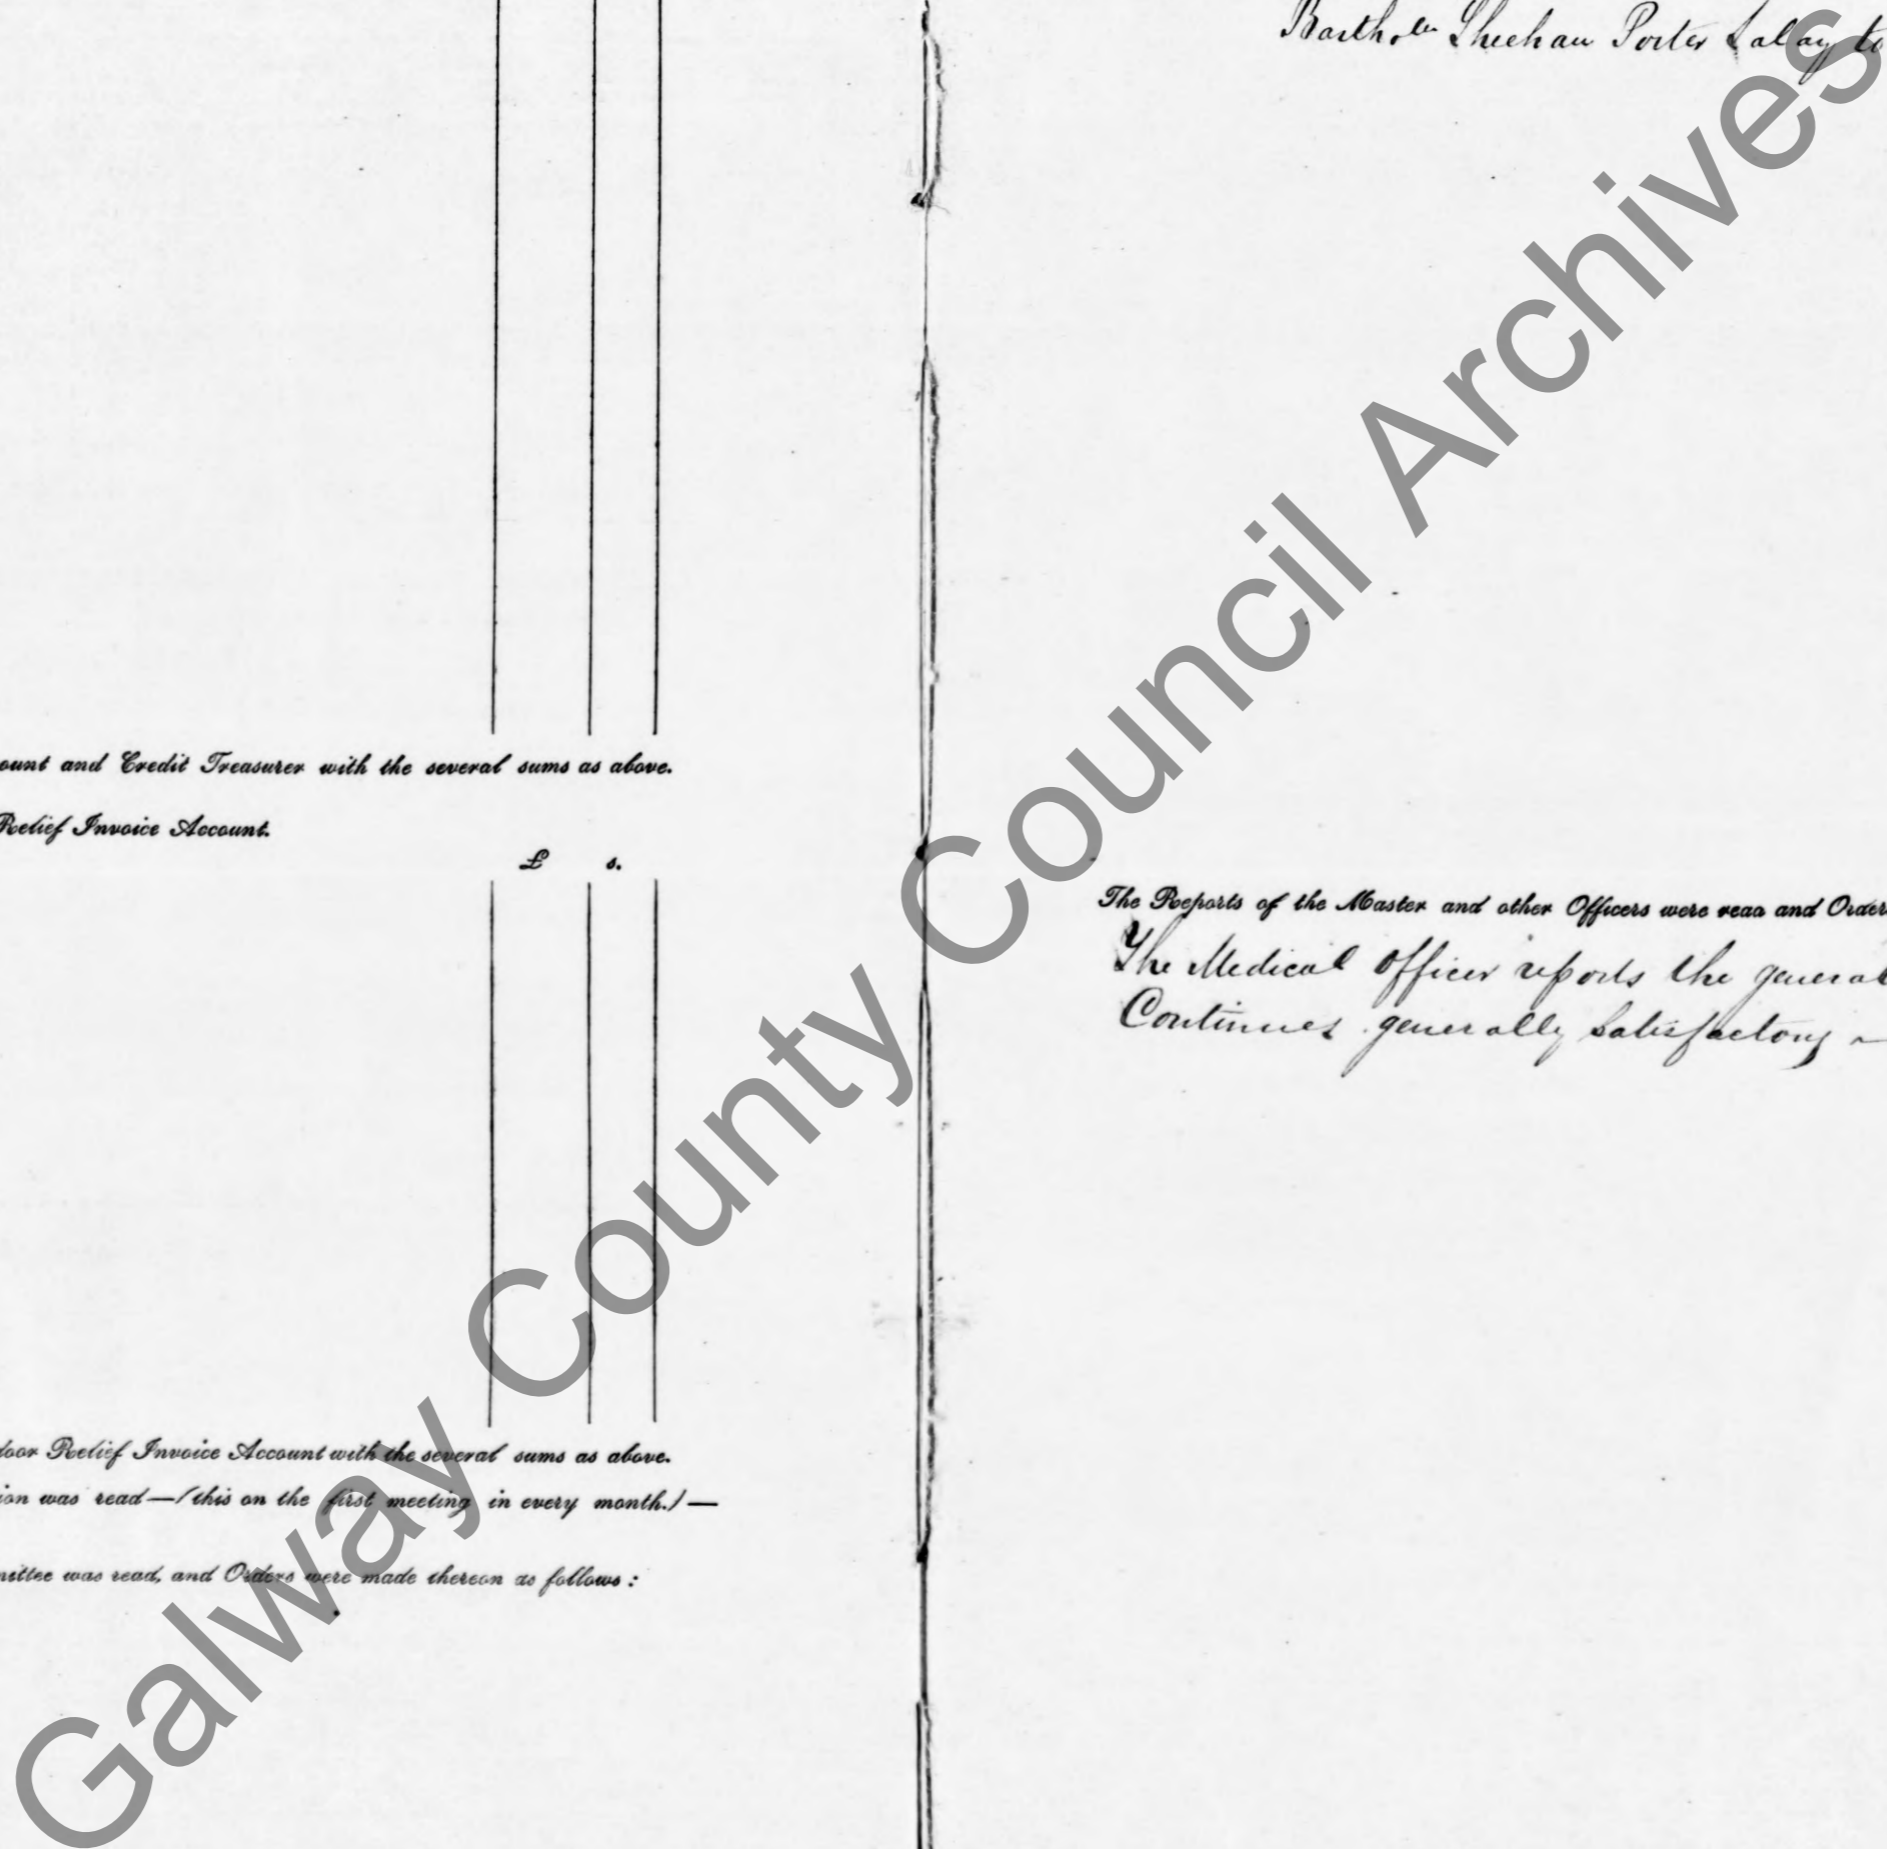 ount and Credit Treasurer with the several sums as above.
Relief Invoice Account.
£ s.
door Relief Invoice Account with the several sums as above.
ion was read—(this on the first meeting in every month.)—
mittee was read, and Orders were made thereon as follows:
Barthol Sheehan Porter Salary to
The Reports of the Master and other Officers were read and Order
The Medical Officer reports the general
Continues generally satisfactory
Galway County Council Archives